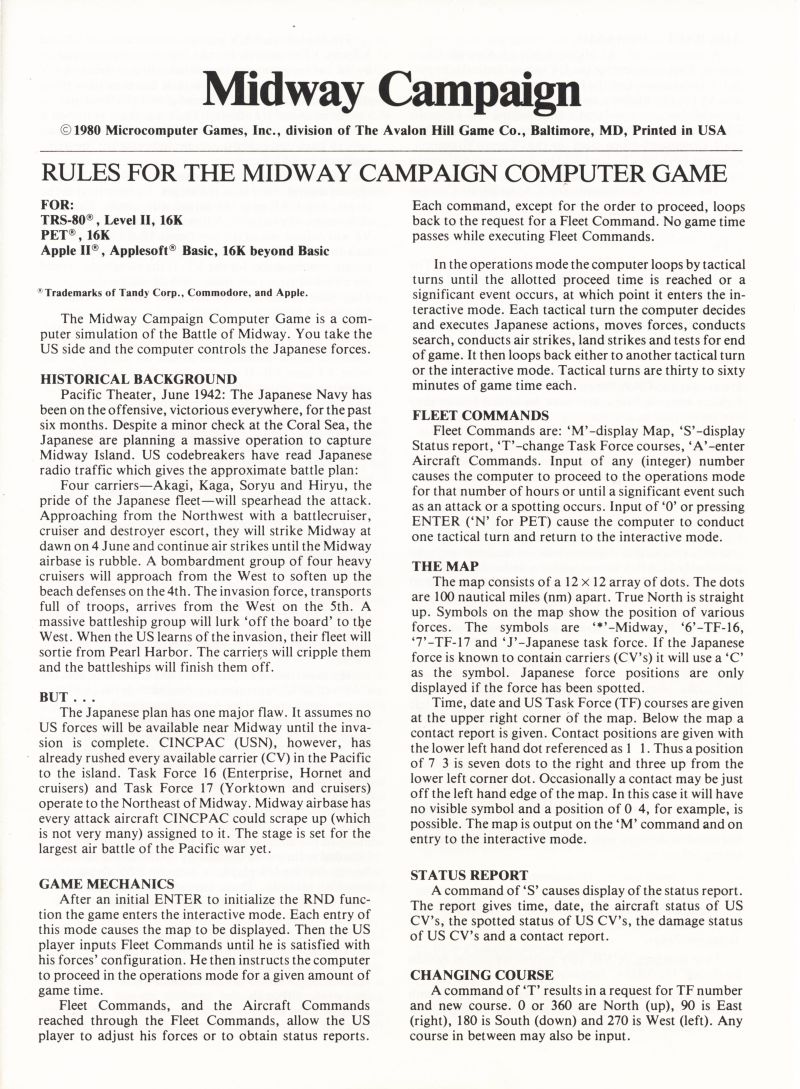 Midway Campaign
©1980 Microcomputer Games, Inc., division of The Avalon Hill Game Co., Baltimore, MD, Printed in USA
RULES FOR THE MIDWAY CAMPAIGN COMPUTER GAME
FOR:
TRS-80®, Level II, 16K
PET®, 16K
Apple II®, Applesoft® Basic, 16K beyond Basic
®Trademarks of Tandy Corp., Commodore, and Apple.
The Midway Campaign Computer Game is a com-
puter simulation of the Battle of Midway. You take the
US side and the computer controls the Japanese forces.
HISTORICAL BACKGROUND
Pacific Theater, June 1942: The Japanese Navy has
been on the offensive, victorious everywhere, for the past
six months. Despite a minor check at the Coral Sea, the
Japanese are planning a massive operation to capture
Midway Island. US codebreakers have read Japanese
radio traffic which gives the approximate battle plan:
Four carriers—Akagi, Kaga, Soryu and Hiryu, the
pride of the Japanese fleet—will spearhead the attack.
Approaching from the Northwest with a battlecruiser,
cruiser and destroyer escort, they will strike Midway at
dawn on 4 June and continue air strikes until the Midway
airbase is rubble. A bombardment group of four heavy
cruisers will approach from the West to soften up the
beach defenses on the 4th. The invasion force, transports
full of troops, arrives from the West on the 5th. A
massive battleship group will lurk ‘off the board’ to the
West. When the US learns of the invasion, their fleet will
sortie from Pearl Harbor. The carriers will cripple them
and the battleships will finish them off.
BUT . . .
The Japanese plan has one major flaw. It assumes no
US forces will be available near Midway until the inva-
sion is complete. CINCPAC (USN), however, has
already rushed every available carrier (CV) in the Pacific
to the island. Task Force 16 (Enterprise, Hornet and
cruisers) and Task Force 17 (Yorktown and cruisers)
operate to the Northeast of Midway. Midway airbase has
every attack aircraft CINCPAC could scrape up (which
is not very many) assigned to it. The stage is set for the
largest air battle of the Pacific war yet.
GAME MECHANICS
After an initial ENTER to initialize the RND func-
tion the game enters the interactive mode. Each entry of
this mode causes the map to be displayed. Then the US
player inputs Fleet Commands until he is satisfied with
his forces’ configuration. He then instructs the computer
to proceed in the operations mode for a given amount of
game time.
Fleet Commands, and the Aircraft Commands
reached through the Fleet Commands, allow the US
player to adjust his forces or to obtain status reports.
Each command, except for the order to proceed, loops
back to the request for a Fleet Command. No game time
passes while executing Fleet Commands.
In the operations mode the computer loops by tactical
turns until the allotted proceed time is reached or a
significant event occurs, at which point it enters the in-
teractive mode. Each tactical turn the computer decides
and executes Japanese actions, moves forces, conducts
search, conducts air strikes, land strikes and tests for end
of game. It then loops back either to another tactical turn
or the interactive mode. Tactical turns are thirty to sixty
minutes of game time each.
FLEET COMMANDS
Fleet Commands are: ‘M’–display Map, ‘S’–display
Status report, ‘T’–change Task Force courses, ‘A’–enter
Aircraft Commands. Input of any (integer) number
causes the computer to proceed to the operations mode
for that number of hours or until a significant event such
as an attack or a spotting occurs. Input of ‘0’ or pressing
ENTER (‘N’ for PET) cause the computer to conduct
one tactical turn and return to the interactive mode.
THE MAP
The map consists of a 12 × 12 array of dots. The dots
are 100 nautical miles (nm) apart. True North is straight
up. Symbols on the map show the position of various
forces. The symbols are ‘*’–Midway, ‘6’–TF-16,
‘7’–TF-17 and ‘J’–Japanese task force. If the Japanese
force is known to contain carriers (CV’s) it will use a ‘C’
as the symbol. Japanese force positions are only
displayed if the force has been spotted.
Time, date and US Task Force (TF) courses are given
at the upper right corner of the map. Below the map a
contact report is given. Contact positions are given with
the lower left hand dot referenced as 1 1. Thus a position
of 7 3 is seven dots to the right and three up from the
lower left corner dot. Occasionally a contact may be just
off the left hand edge of the map. In this case it will have
no visible symbol and a position of 0 4, for example, is
possible. The map is output on the ‘M’ command and on
entry to the interactive mode.
STATUS REPORT
A command of ‘S’ causes display of the status report.
The report gives time, date, the aircraft status of US
CV’s, the spotted status of US CV’s, the damage status
of US CV’s and a contact report.
CHANGING COURSE
A command of ‘T’ results in a request for TF number
and new course. 0 or 360 are North (up), 90 is East
(right), 180 is South (down) and 270 is West (left). Any
course in between may also be input.